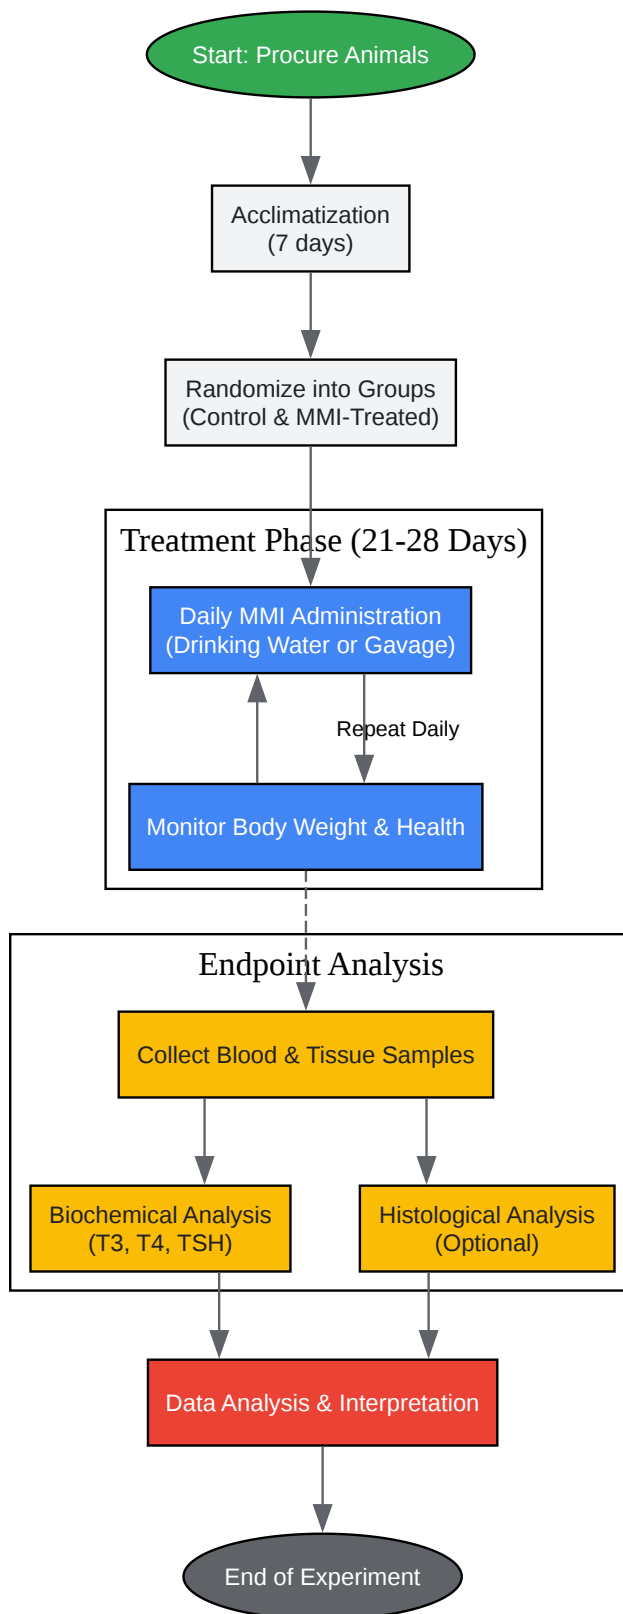 Start: Procure Animals
Acclimatization
(7 days)
Randomize into Groups
(Control & MMI-Treated)
Treatment Phase (21-28 Days)
Daily MMI Administration
(Drinking Water or Gavage)
Repeat Daily
Monitor Body Weight & Health
Endpoint Analysis
Collect Blood & Tissue Samples
Biochemical Analysis
(T3, T4, TSH)
Histological Analysis
(Optional)
Data Analysis & Interpretation
End of Experiment